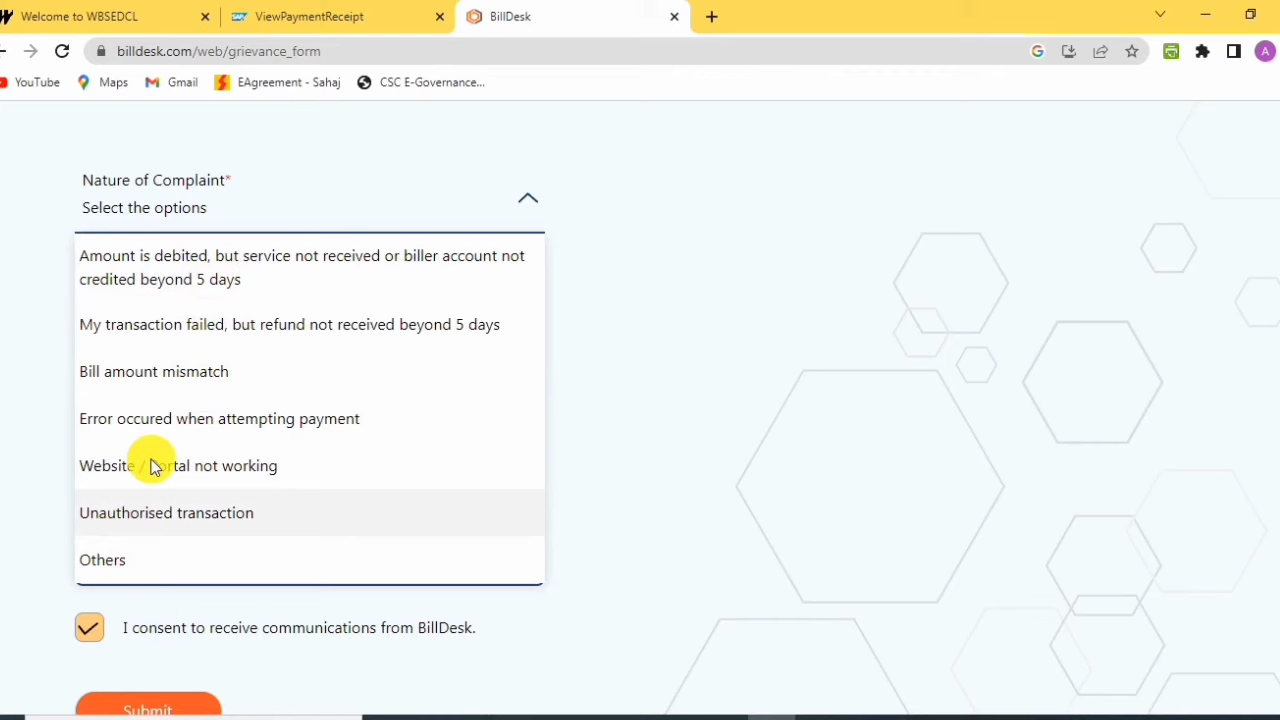 Welcome to WBSEDCL
ViewPaymentReceipt
BillDesk
billdesk.com/web/grievance_form
YouTube
Maps
Gmail
EAgreement - Sahaj
CSC E-Governance...
A
Nature of Complaint*
Select the options
Amount is debited, but service not received or biller account not
credited beyond 5 days
My transaction failed, but refund not received beyond 5 days
Bill amount mismatch
Error occured when attempting payment
Website / Portal not working
Unauthorised transaction
Others
I consent to receive communications from BillDesk.
Submit